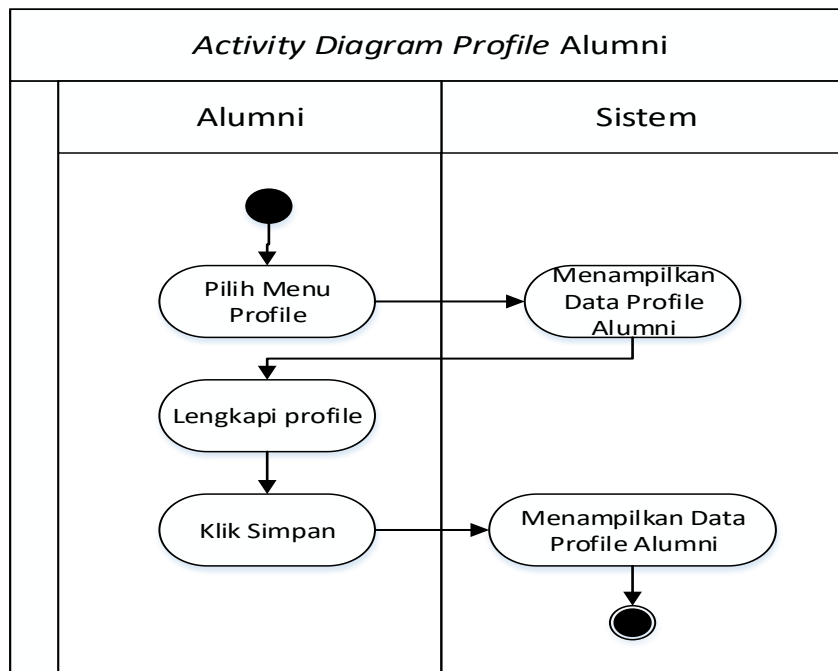 Activity Diagram Profile Alumni
Alumni
Sistem
Pilih Menu
Profile
Menampilkan
Data Profile
Alumni
Lengkapi profile
Klik Simpan
Menampilkan Data
Profile Alumni